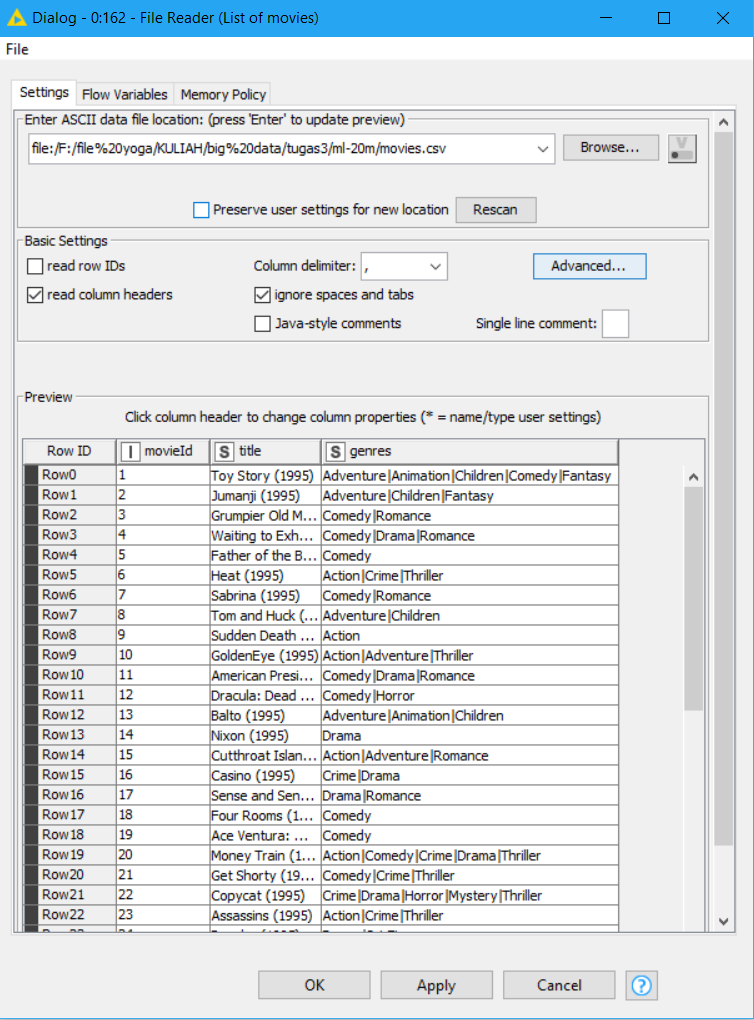 Dialog - 0:162 - File Reader (List of movies)
File
Settings Flow Variables Memory Policy
Enter ASCII data file location: (press 'Enter' to update preview)
file:/F:/file%20yoga/KULIAH/big%20data/tugas3/ml-20m/movies.csv Browse... V
Preserve user settings for new location Rescan
Basic Settings
read row IDs Column delimiter: , Advanced...
read column headers ignore spaces and tabs
Java-style comments Single line comment:
Preview
Click column header to change column properties (* = name/type user settings)
Row ID I movieId S title S genres
Row0 1 Toy Story (1995) Adventure|Animation|Children|Comedy|Fantasy
Row1 2 Jumanji (1995) Adventure|Children|Fantasy
Row2 3 Grumpier Old M... Comedy|Romance
Row3 4 Waiting to Exh... Comedy|Drama|Romance
Row4 5 Father of the B... Comedy
Row5 6 Heat (1995) Action|Crime|Thriller
Row6 7 Sabrina (1995) Comedy|Romance
Row7 8 Tom and Huck (... Adventure|Children
Row8 9 Sudden Death ... Action
Row9 10 GoldenEye (1995) Action|Adventure|Thriller
Row10 11 American Presi... Comedy|Drama|Romance
Row11 12 Dracula: Dead ... Comedy|Horror
Row12 13 Balto (1995) Adventure|Animation|Children
Row13 14 Nixon (1995) Drama
Row14 15 Cutthroat Islan... Action|Adventure|Romance
Row15 16 Casino (1995) Crime|Drama
Row16 17 Sense and Sen... Drama|Romance
Row17 18 Four Rooms (1... Comedy
Row18 19 Ace Ventura: ... Comedy
Row19 20 Money Train (1... Action|Comedy|Crime|Drama|Thriller
Row20 21 Get Shorty (19... Comedy|Crime|Thriller
Row21 22 Copycat (1995) Crime|Drama|Horror|Mystery|Thriller
Row22 23 Assassins (1995) Action|Crime|Thriller
OK Apply Cancel ?